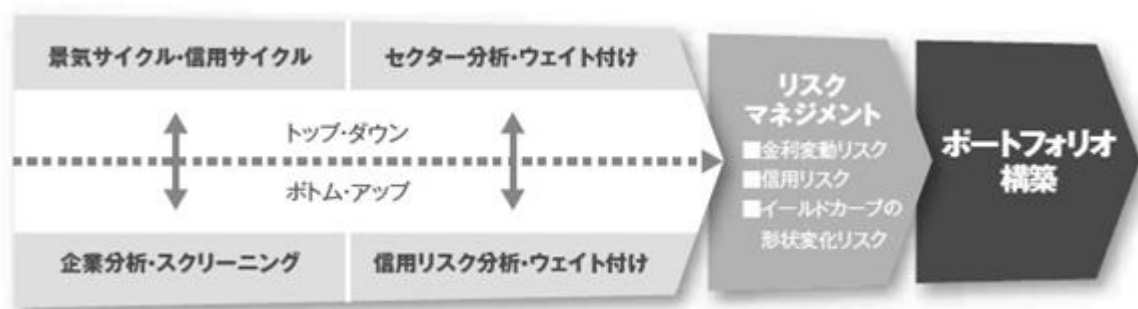 景気サイクル・信用サイクル
セクター分析・ウェイト付け
トップ・ダウン
ボトム・アップ
企業分析・スクリーニング
信用リスク分析・ウェイト付け
リスク
マネジメント
■金利変動リスク
■信用リスク
■イールドカーブの
形状変化リスク
ポートフォリオ
構築